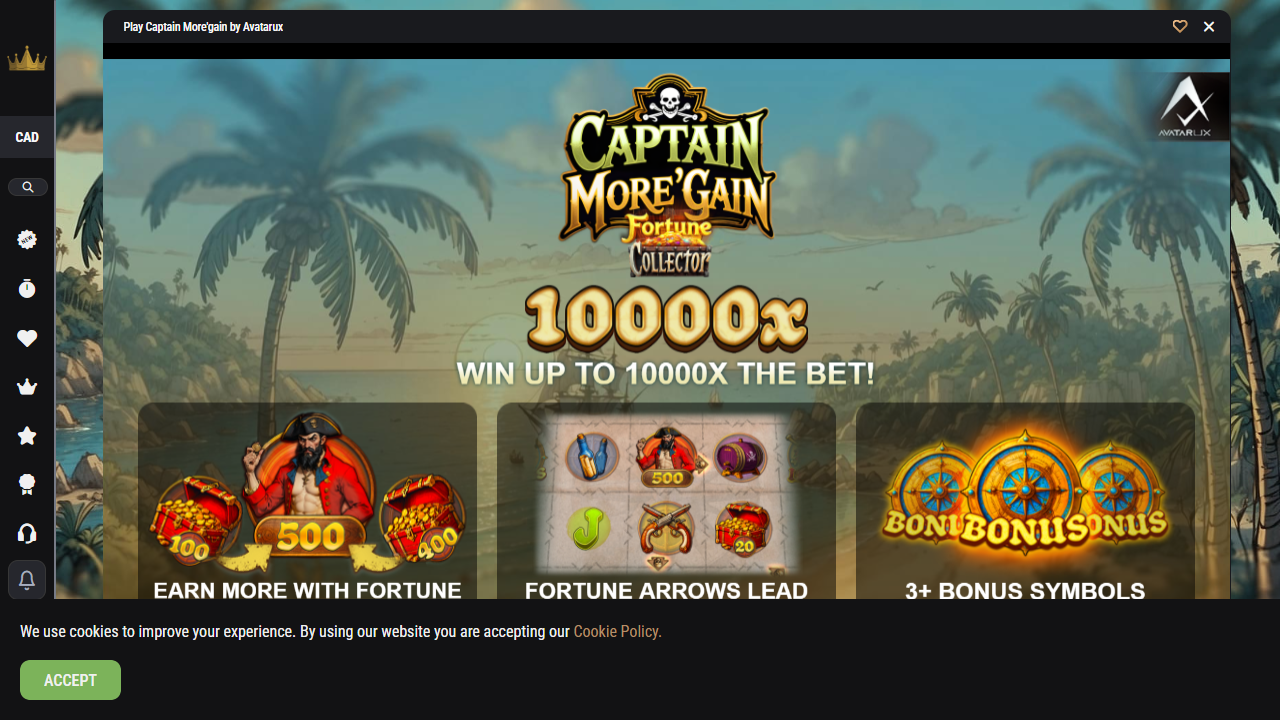 Play Captain More'gain by Avatarux
CAD
NEW
AVATARUX
CAPTAIN
MORE'GAIN
Fortune
COLLECTOR
10000x
WIN UP TO 10000X THE BET!
500
100
400
EARN MORE WITH FORTUNE
500
J
20
FORTUNE ARROWS LEAD
BONU BONUS ONUS
3+ BONUS SYMBOLS
We use cookies to improve your experience. By using our website you are accepting our Cookie Policy.
ACCEPT